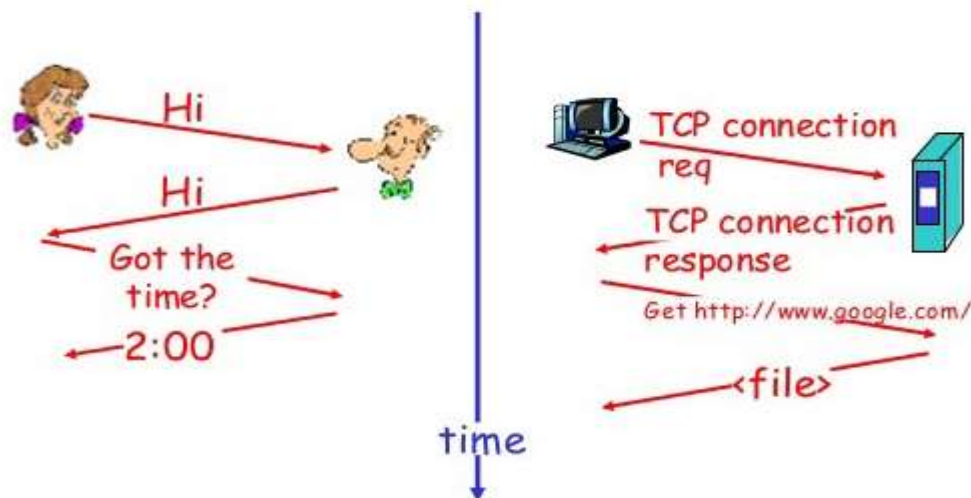 Hi
Hi
Got the
time?
2:00
TCP connection
req
TCP connection
response
Get http://www.google.com/
<file>
time